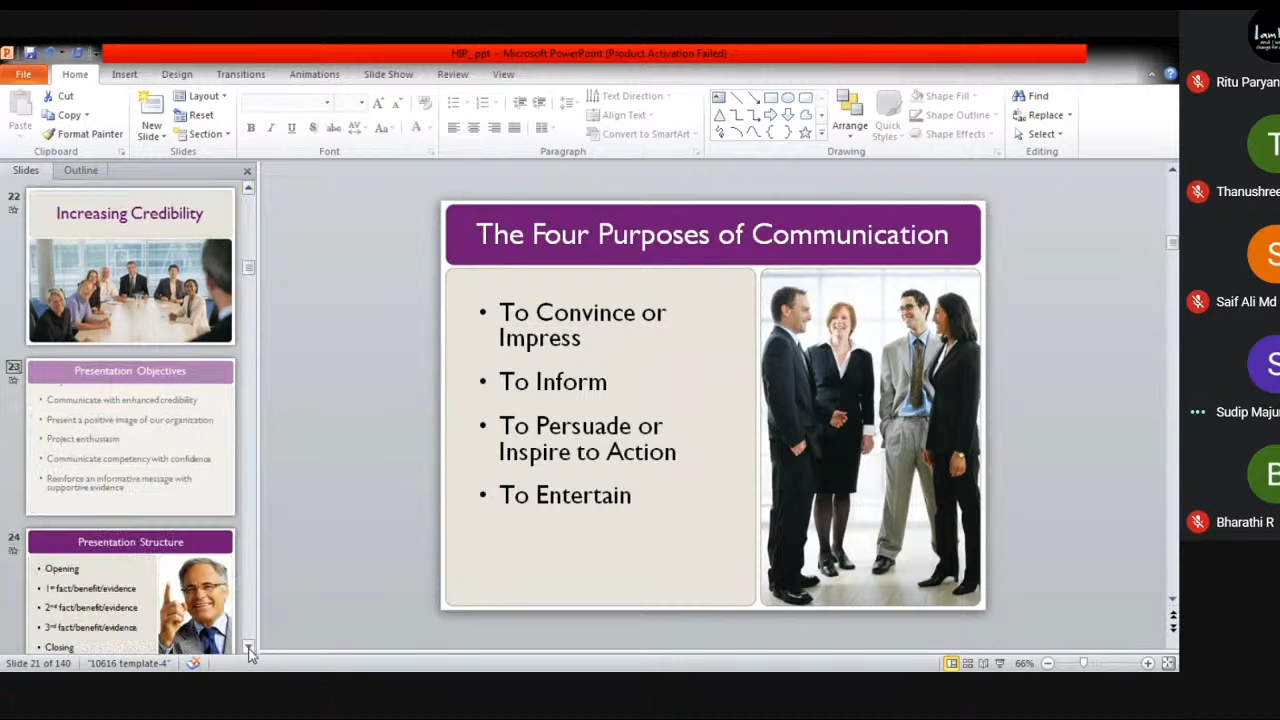 HIP_ppt - Microsoft PowerPoint (Product Activation Failed)
File Home Insert Design Transitions Animations Slide Show Review View
Paste
Cut
Copy
Format Painter
Clipboard
New
Slide
Layout
Reset
Section
Slides
B I U S abc AV Aa A
Font
Text Direction
Align Text
Convert to SmartArt
Paragraph
Arrange
Quick
Styles
Shape Fill
Shape Outline
Shape Effects
Drawing
Find
Replace
Select
Editing
Slides Outline
22
Increasing Credibility
23
Presentation Objectives
Communicate with enhanced credibility
Present a positive image of our organization
Project enthusiasm
Communicate competency with confidence
Reinforce an informative message with
supportive evidence
24
Presentation Structure
• Opening
• 1st fact/benefit/evidence
• 2nd fact/benefit/evidence
• 3rd fact/benefit/evidence
• Closing
The Four Purposes of Communication
• To Convince or
Impress
• To Inform
• To Persuade or
Inspire to Action
• To Entertain
Slide 21 of 140 "10616 template-4" 66%
I am
Ritu Paryan
T
Thanushree
S
Saif Ali Md
S
Sudip Maju
B
Bharathi R